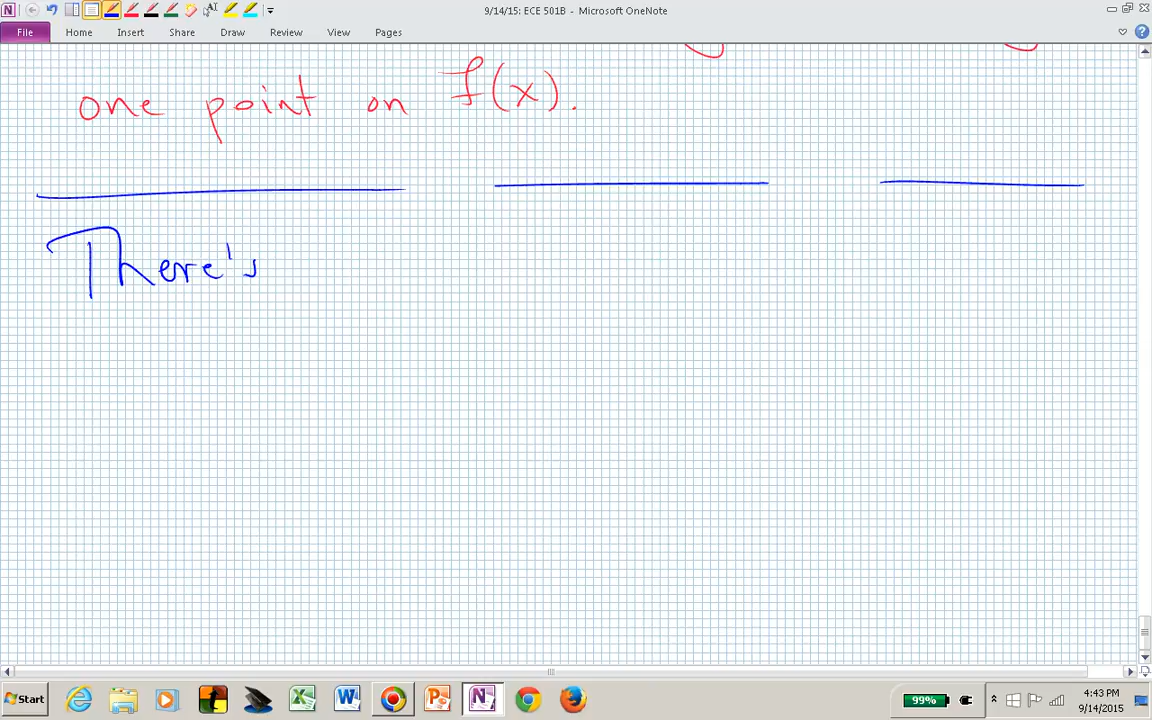 9/14/15: ECE 501B - Microsoft OneNote
File Home Insert Share Draw Review View Pages
one point on f(x).
There's
Start
99%
4:43 PM
9/14/2015